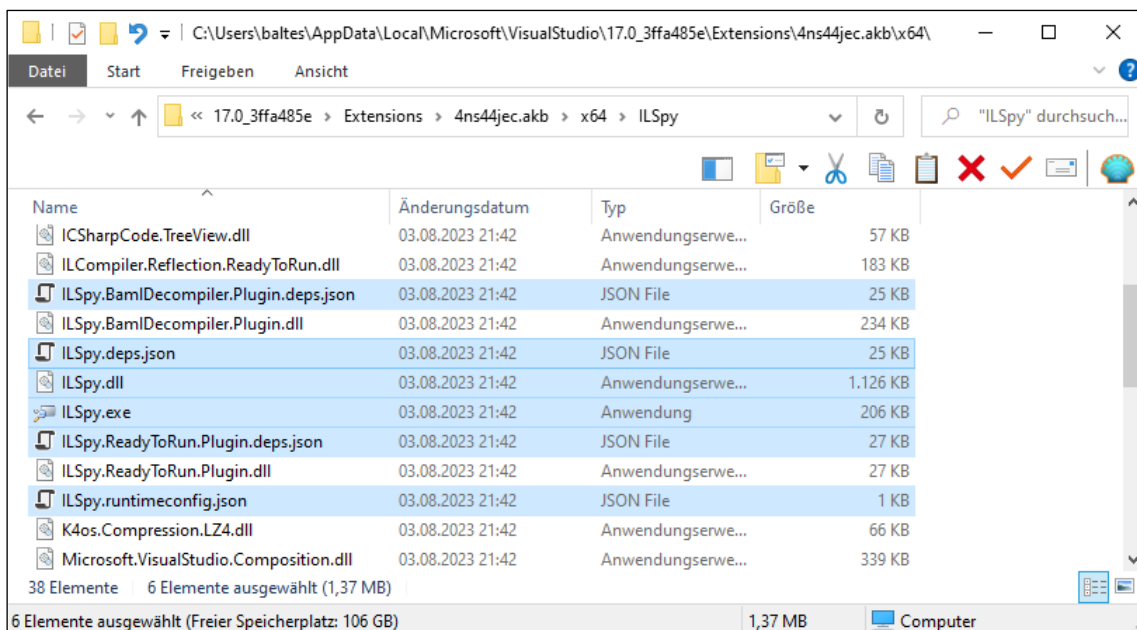 C:\Users\baltes\AppData\Local\Microsoft\VisualStudio\17.0_3ffa485e\Extensions\4ns44jec.akb\x64\
Datei Start Freigeben Ansicht
« 17.0_3ffa485e › Extensions › 4ns44jec.akb › x64 › ILSpy "ILSpy" durchsuch...
Name Änderungsdatum Typ Größe
ICSharpCode.TreeView.dll 03.08.2023 21:42 Anwendungserwe... 57 KB
ILCompiler.Reflection.ReadyToRun.dll 03.08.2023 21:42 Anwendungserwe... 183 KB
ILSpy.BamlDecompiler.Plugin.deps.json 03.08.2023 21:42 JSON File 25 KB
ILSpy.BamlDecompiler.Plugin.dll 03.08.2023 21:42 Anwendungserwe... 234 KB
ILSpy.deps.json 03.08.2023 21:42 JSON File 25 KB
ILSpy.dll 03.08.2023 21:42 Anwendungserwe... 1.126 KB
ILSpy.exe 03.08.2023 21:42 Anwendung 206 KB
ILSpy.ReadyToRun.Plugin.deps.json 03.08.2023 21:42 JSON File 27 KB
ILSpy.ReadyToRun.Plugin.dll 03.08.2023 21:42 Anwendungserwe... 27 KB
ILSpy.runtimeconfig.json 03.08.2023 21:42 JSON File 1 KB
K4os.Compression.LZ4.dll 03.08.2023 21:42 Anwendungserwe... 66 KB
Microsoft.VisualStudio.Composition.dll 03.08.2023 21:42 Anwendungserwe... 339 KB
38 Elemente 6 Elemente ausgewählt (1,37 MB)
6 Elemente ausgewählt (Freier Speicherplatz: 106 GB) 1,37 MB Computer